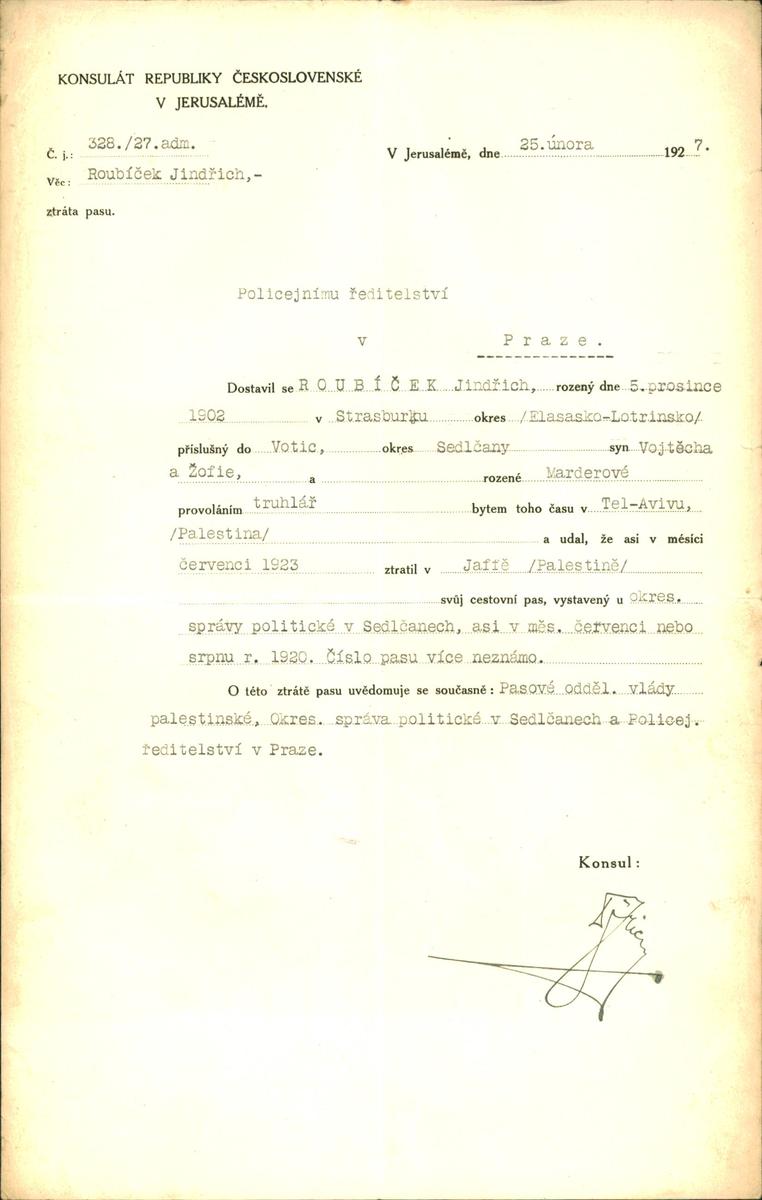 KONSULÁT REPUBLIKY ČESKOSLOVENSKÉ
V JERUSALÉMĚ.
Č. j.: 328./27.adm.
V Jerusalémě, dne 25.února 1927.
Věc: Roubíček Jindřich,-
ztráta pasu.
Policejnímu ředitelství
v Praze.
Dostavil se ROUBÍČEK Jindřich, rozený dne 5.prosince
1902 v Strasburku okres /Elasasko-Lotrinsko/
příslušný do Votic, okres Sedlčany syn Vojtěcha
a Žofie, a rozené Marderové
provoláním truhlář bytem toho času v Tel-Avivu,
/Palestina/ a udal, že asi v měsíci
červenci 1923 ztratil v Jaffě /Palestině/
svůj cestovní pas, vystavený u okres.
správy politické v Sedlčanech, asi v měs. červenci nebo
srpnu r. 1920. Číslo pasu více neznámo.
O této ztrátě pasu uvědomuje se současně: Pasové odděl. vlády
palestinské, Okres. správa politické v Sedlčanech a Policej.
ředitelství v Praze.
Konsul: